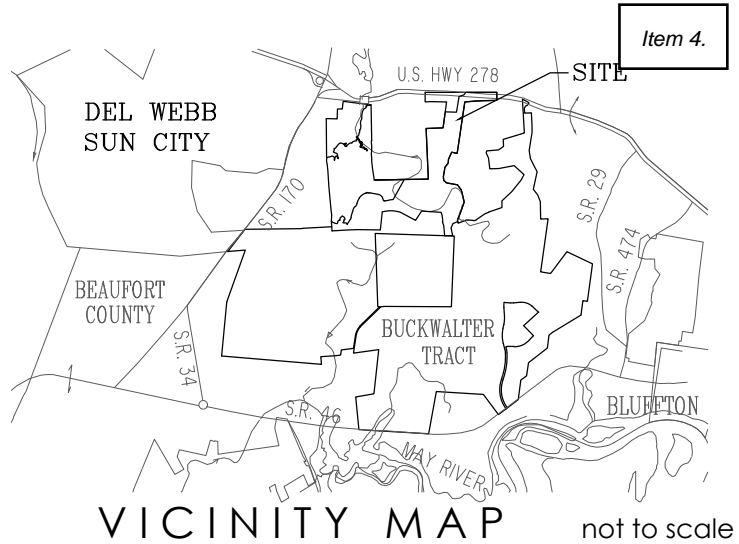 Item 4.
U.S. HWY 278
SITE
DEL WEBB
SUN CITY
S.R. 170
S.R. 29
S.R. 474
BEAUFORT
COUNTY
S.R. 34
BUCKWALTER
TRACT
S.R. 46
BLUFFTON
MAY RIVER
VICINITY MAP not to scale